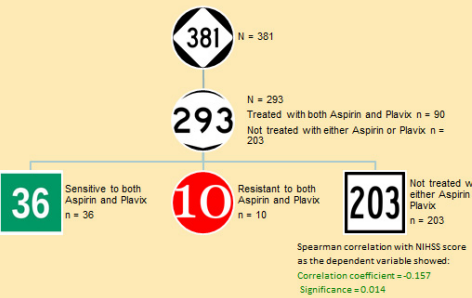 381
N = 381
293
N = 293
Treated with both Aspirin and Plavix n = 90
Not treated with either Aspirin or Plavix n =
203
36
Sensitive to both
Aspirin and Plavix
n = 36
10
Resistant to both
Aspirin and Plavix
n = 10
203
Not treated w
either Aspirin
Plavix
n = 203
Spearman correlation with NIHSS score
as the dependent variable showed:
Correlation coefficient = -0.157
Significance = 0.014